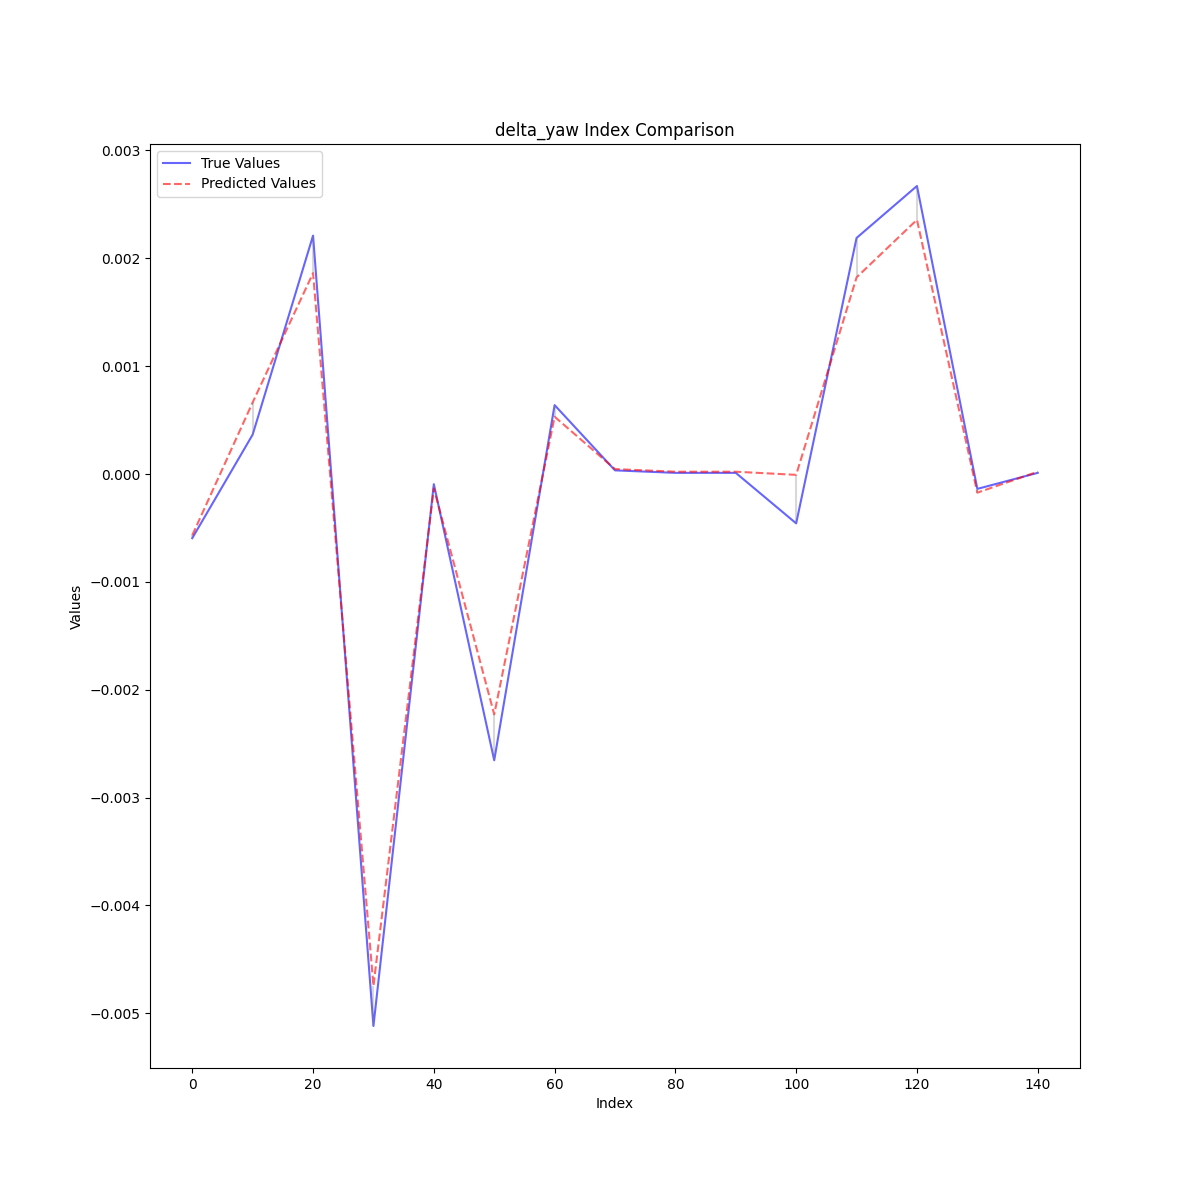 delta_yaw Index Comparison
True Values
Predicted Values
0.003
0.002
0.001
0.000
−0.001
−0.002
−0.003
−0.004
−0.005
Values
0 20 40 60 80 100 120 140
Index